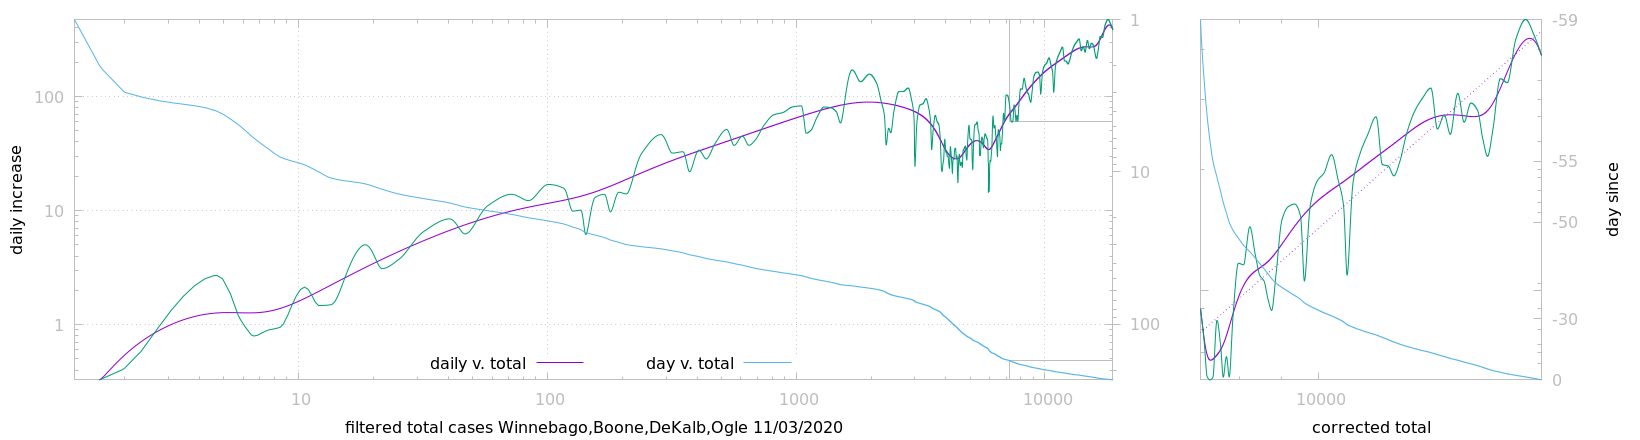 daily increase
100
10
1
daily v. total
day v. total
10
100
1000
10000
filtered total cases Winnebago,Boone,DeKalb,Ogle 11/03/2020
1
10
100
10000
corrected total
-59
-55
-50
-30
0
day since